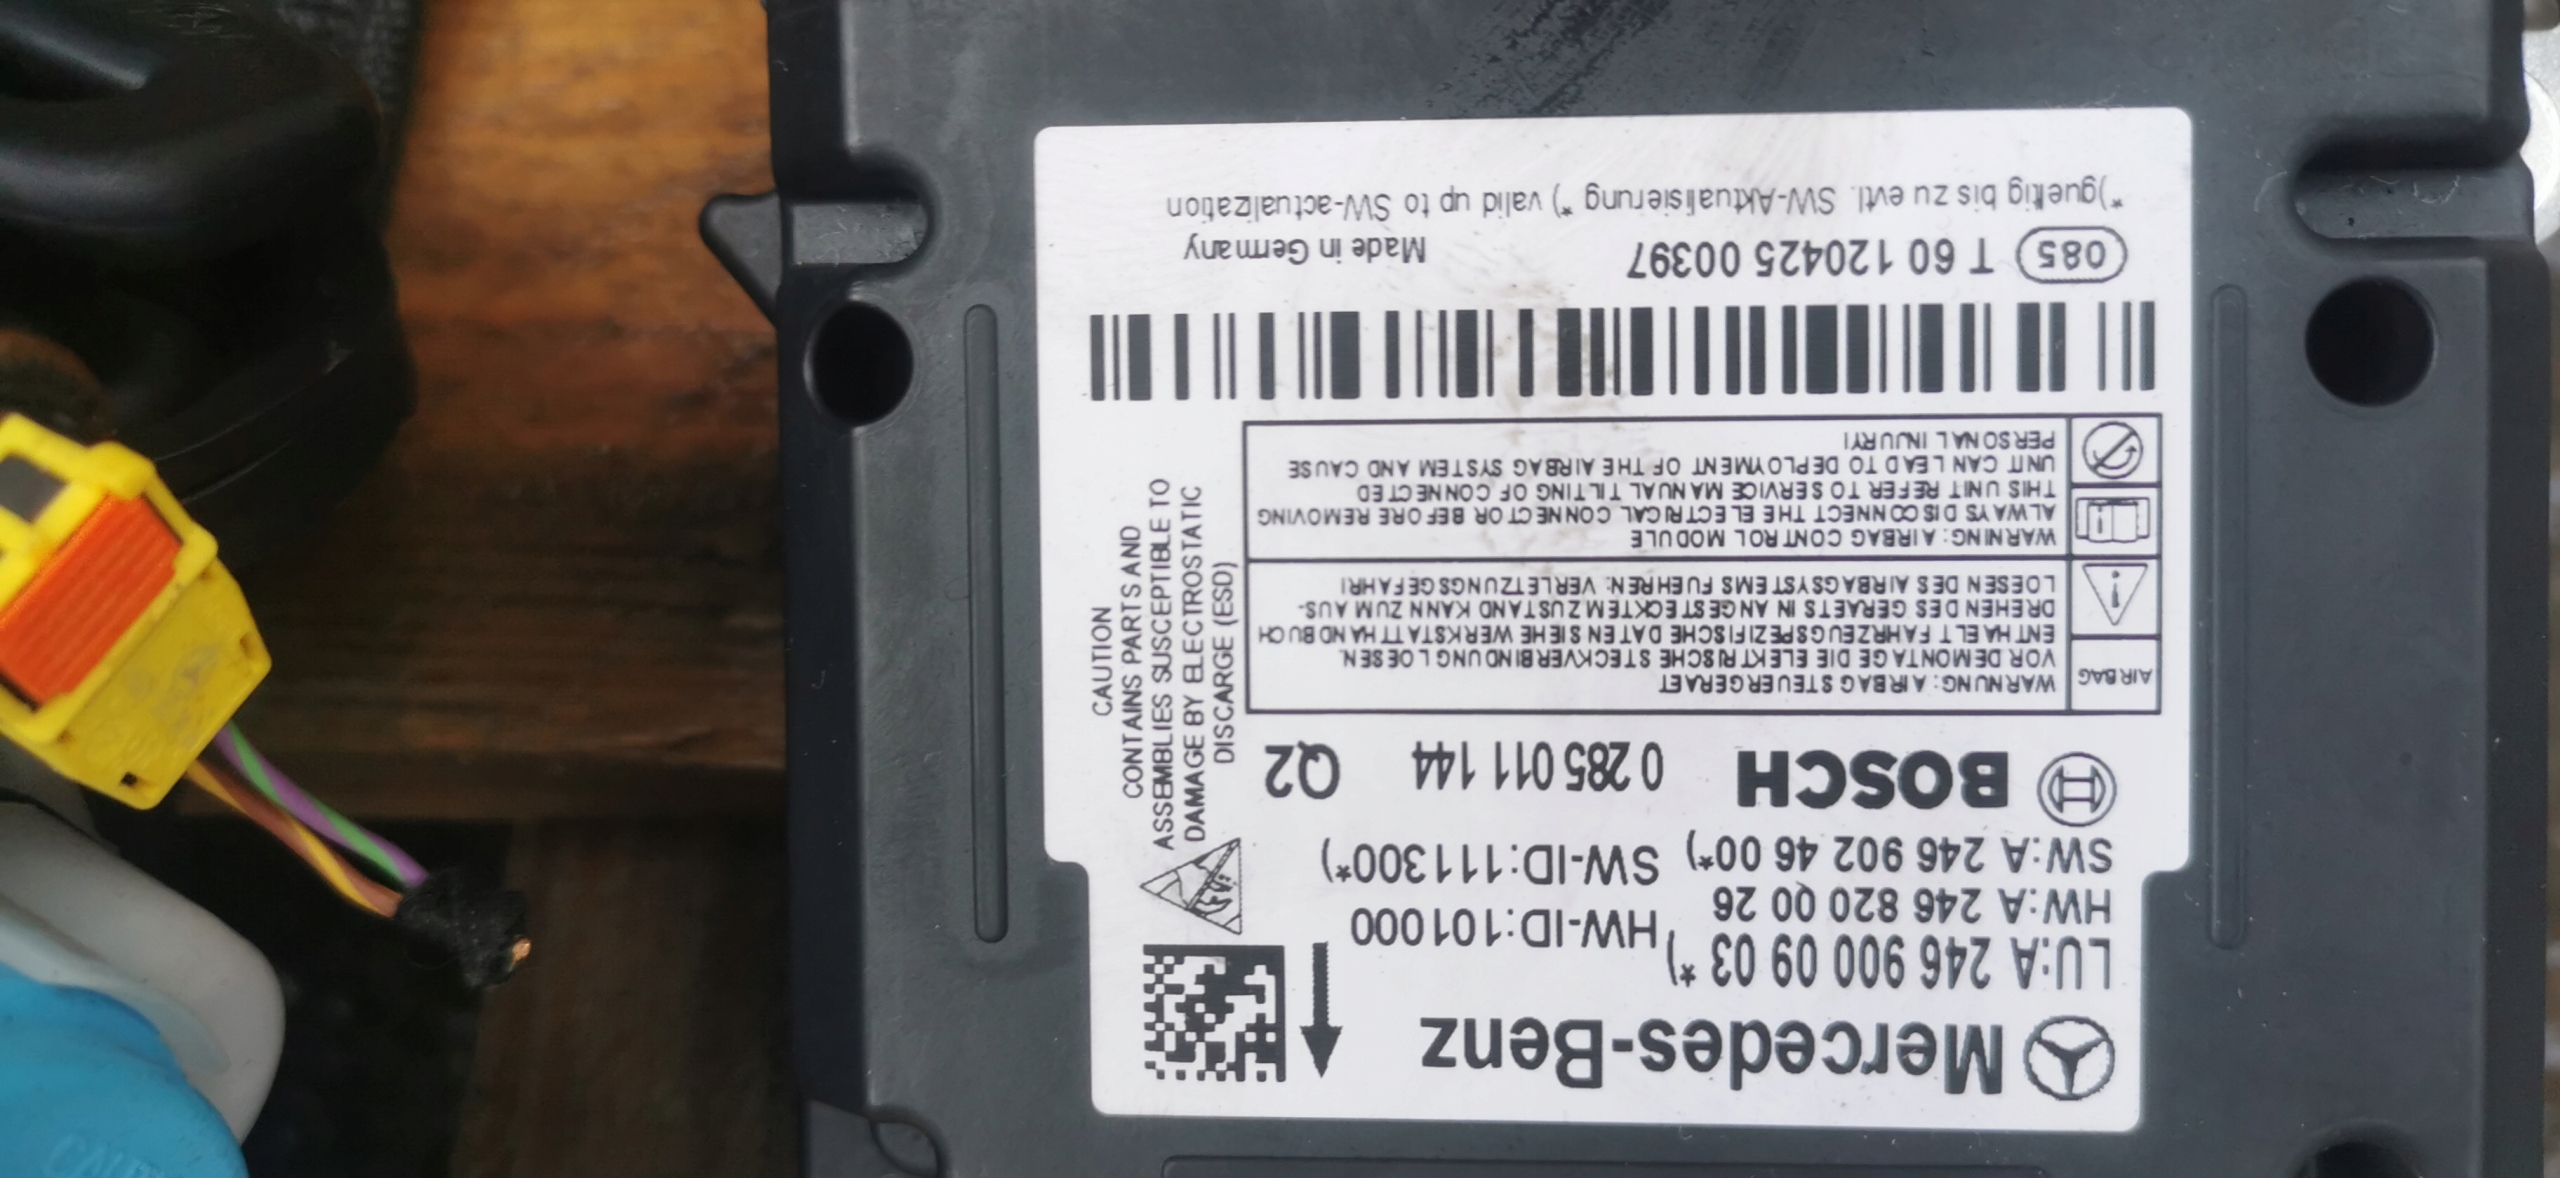 Mercedes-Benz
LU:A 246 900 09 03 *)
HW:A 246 820 00 26 HW-ID:101000
SW:A 246 902 46 00*) SW-ID:111300*)
BOSCH 0 285 011 144 Q2
AIRBAG
WARNUNG: AIRBAG STEUERGERAET
VOR DEMONTAGE DIE ELEKTRISCHE STECKVERBINDUNG LOESEN.
ENTHAELT FAHRZEUGSPEZIFISCHE DATEN SIEHE WERKSTATTHANDBUCH
DREHEN DES GERAETS IN ANGESTECKTEM ZUSTAND KANN ZUM AUS-
LOESEN DES AIRBAGSYSTEMS FUEHREN: VERLETZUNGSGEFAHR!
WARNING: AIRBAG CONTROL MODULE
ALWAYS DISCONNECT THE ELECTRICAL CONNECTOR BEFORE REMOVING
THIS UNIT REFER TO SERVICE MANUAL TILTING OF CONNECTED
UNIT CAN LEAD TO DEPLOYMENT OF THE AIRBAG SYSTEM AND CAUSE
PERSONAL INJURY!
CAUTION
CONTAINS PARTS AND
ASSEMBLIES SUSCEPTIBLE TO
DAMAGE BY ELECTROSTATIC
DISCARGE (ESD)
085 T 60 120425 00397 Made in Germany
*)gueltig bis zu evtl. SW-Aktualisierung *) valid up to SW-actualization